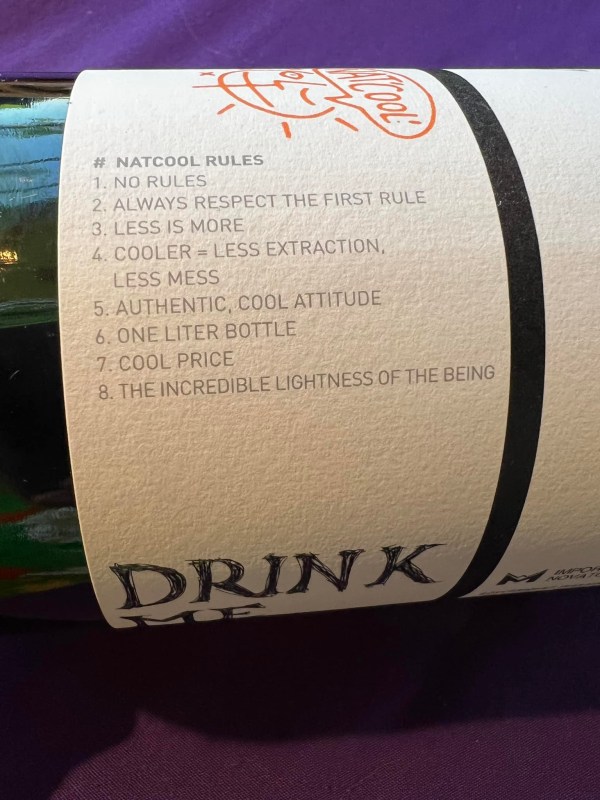 NATCOOL
# NATCOOL RULES
1. NO RULES
2. ALWAYS RESPECT THE FIRST RULE
3. LESS IS MORE
4. COOLER = LESS EXTRACTION,
LESS MESS
5. AUTHENTIC, COOL ATTITUDE
6. ONE LITER BOTTLE
7. COOL PRICE
8. THE INCREDIBLE LIGHTNESS OF THE BEING
DRINK
ME